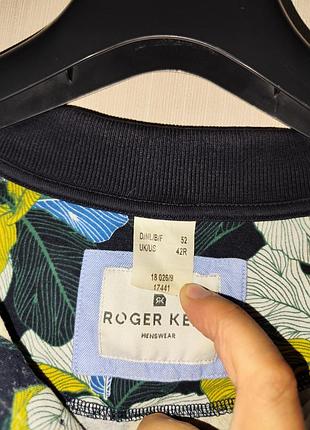 D/NL/B/F 52
UK/US 42R
18 026/9
17441
RK
ROGER KE
MENSWEAR